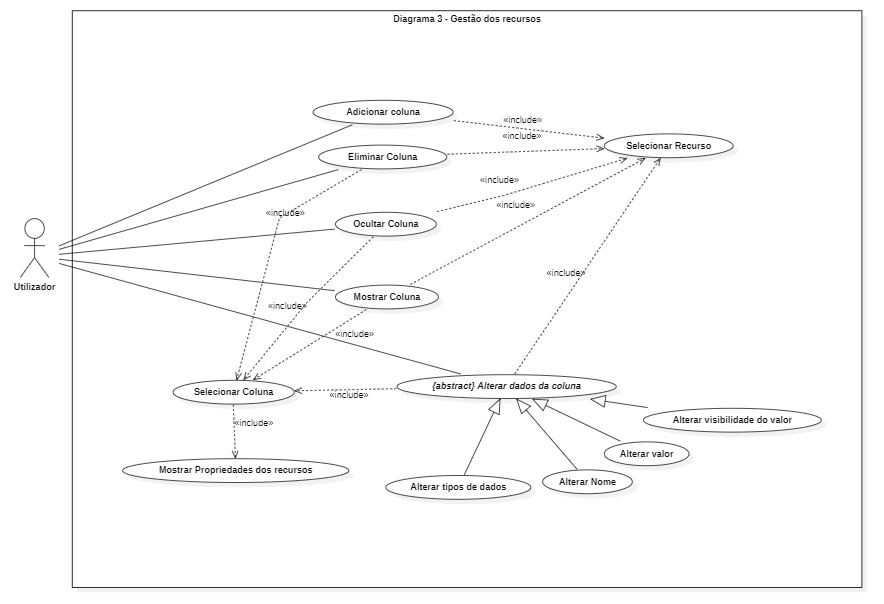 Diagrama 3 - Gestão dos recursos
Adicionar coluna
«include»
«include»
Selecionar Recurso
Eliminar Coluna
«include»
«include»
«include»
Ocultar Coluna
«include»
Utilizador
Mostrar Coluna
«include»
«include»
{abstract} Alterar dados da coluna
Selecionar Coluna
«include»
«include»
Alterar visibilidade do valor
Alterar valor
Mostrar Propriedades dos recursos
Alterar Nome
Alterar tipos de dados